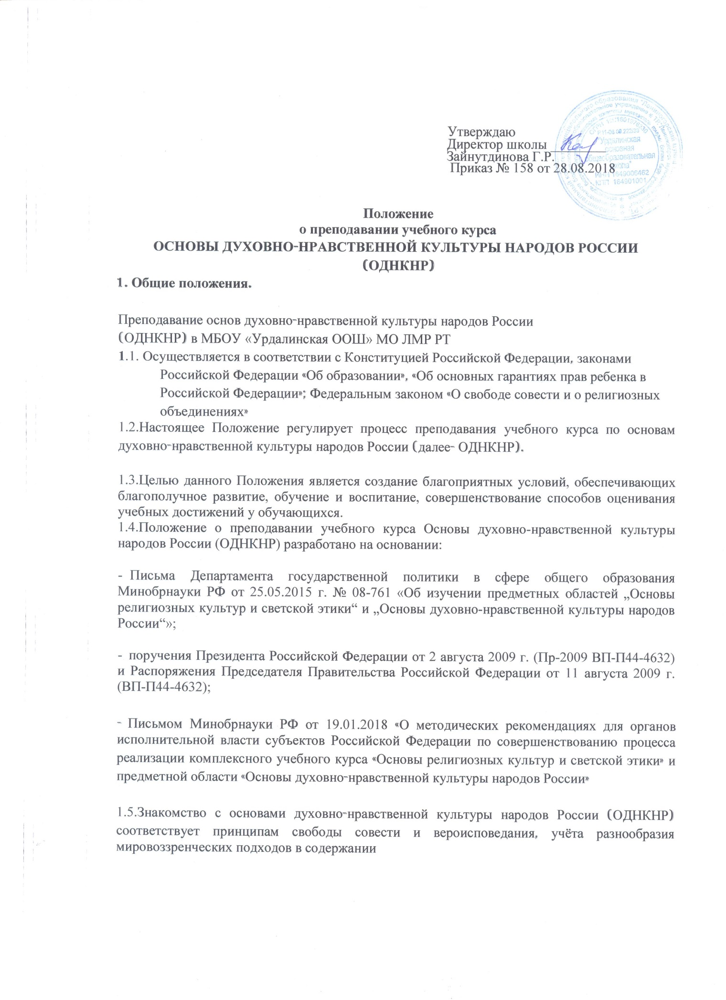 Утверждаю
Директор школы ________
Зайнутдинова Г.Р.
Приказ № 158 от 28.08.2018
"Урдалинская
основная
общеобразовательная
школа"
ИНН 1649006462
КПП 164901001
Положение
о преподавании учебного курса
ОСНОВЫ ДУХОВНО-НРАВСТВЕННОЙ КУЛЬТУРЫ НАРОДОВ РОССИИ
(ОДНКНР)
1. Общие положения.
Преподавание основ духовно-нравственной культуры народов России
(ОДНКНР) в МБОУ «Урдалинская ООШ» МО ЛМР РТ
1.1. Осуществляется в соответствии с Конституцией Российской Федерации, законами
Российской Федерации «Об образовании», «Об основных гарантиях прав ребенка в
Российской Федерации»; Федеральным законом «О свободе совести и о религиозных
объединениях»
1.2.Настоящее Положение регулирует процесс преподавания учебного курса по основам
духовно-нравственной культуры народов России (далее- ОДНКНР).
1.3.Целью данного Положения является создание благоприятных условий, обеспечивающих
благополучное развитие, обучение и воспитание, совершенствование способов оценивания
учебных достижений у обучающихся.
1.4.Положение о преподавании учебного курса Основы духовно-нравственной культуры
народов России (ОДНКНР) разработано на основании:
- Письма Департамента государственной политики в сфере общего образования
Минобрнауки РФ от 25.05.2015 г. № 08-761 «Об изучении предметных областей „Основы
религиозных культур и светской этики“ и „Основы духовно-нравственной культуры народов
России“»;
- поручения Президента Российской Федерации от 2 августа 2009 г. (Пр-2009 ВП-П44-4632)
и Распоряжения Председателя Правительства Российской Федерации от 11 августа 2009 г.
(ВП-П44-4632);
- Письмом Минобрнауки РФ от 19.01.2018 «О методических рекомендациях для органов
исполнительной власти субъектов Российской Федерации по совершенствованию процесса
реализации комплексного учебного курса «Основы религиозных культур и светской этики» и
предметной области «Основы духовно-нравственной культуры народов России»
1.5.Знакомство с основами духовно-нравственной культуры народов России (ОДНКНР)
соответствует принципам свободы совести и вероисповедания, учёта разнообразия
мировоззренческих подходов в содержании